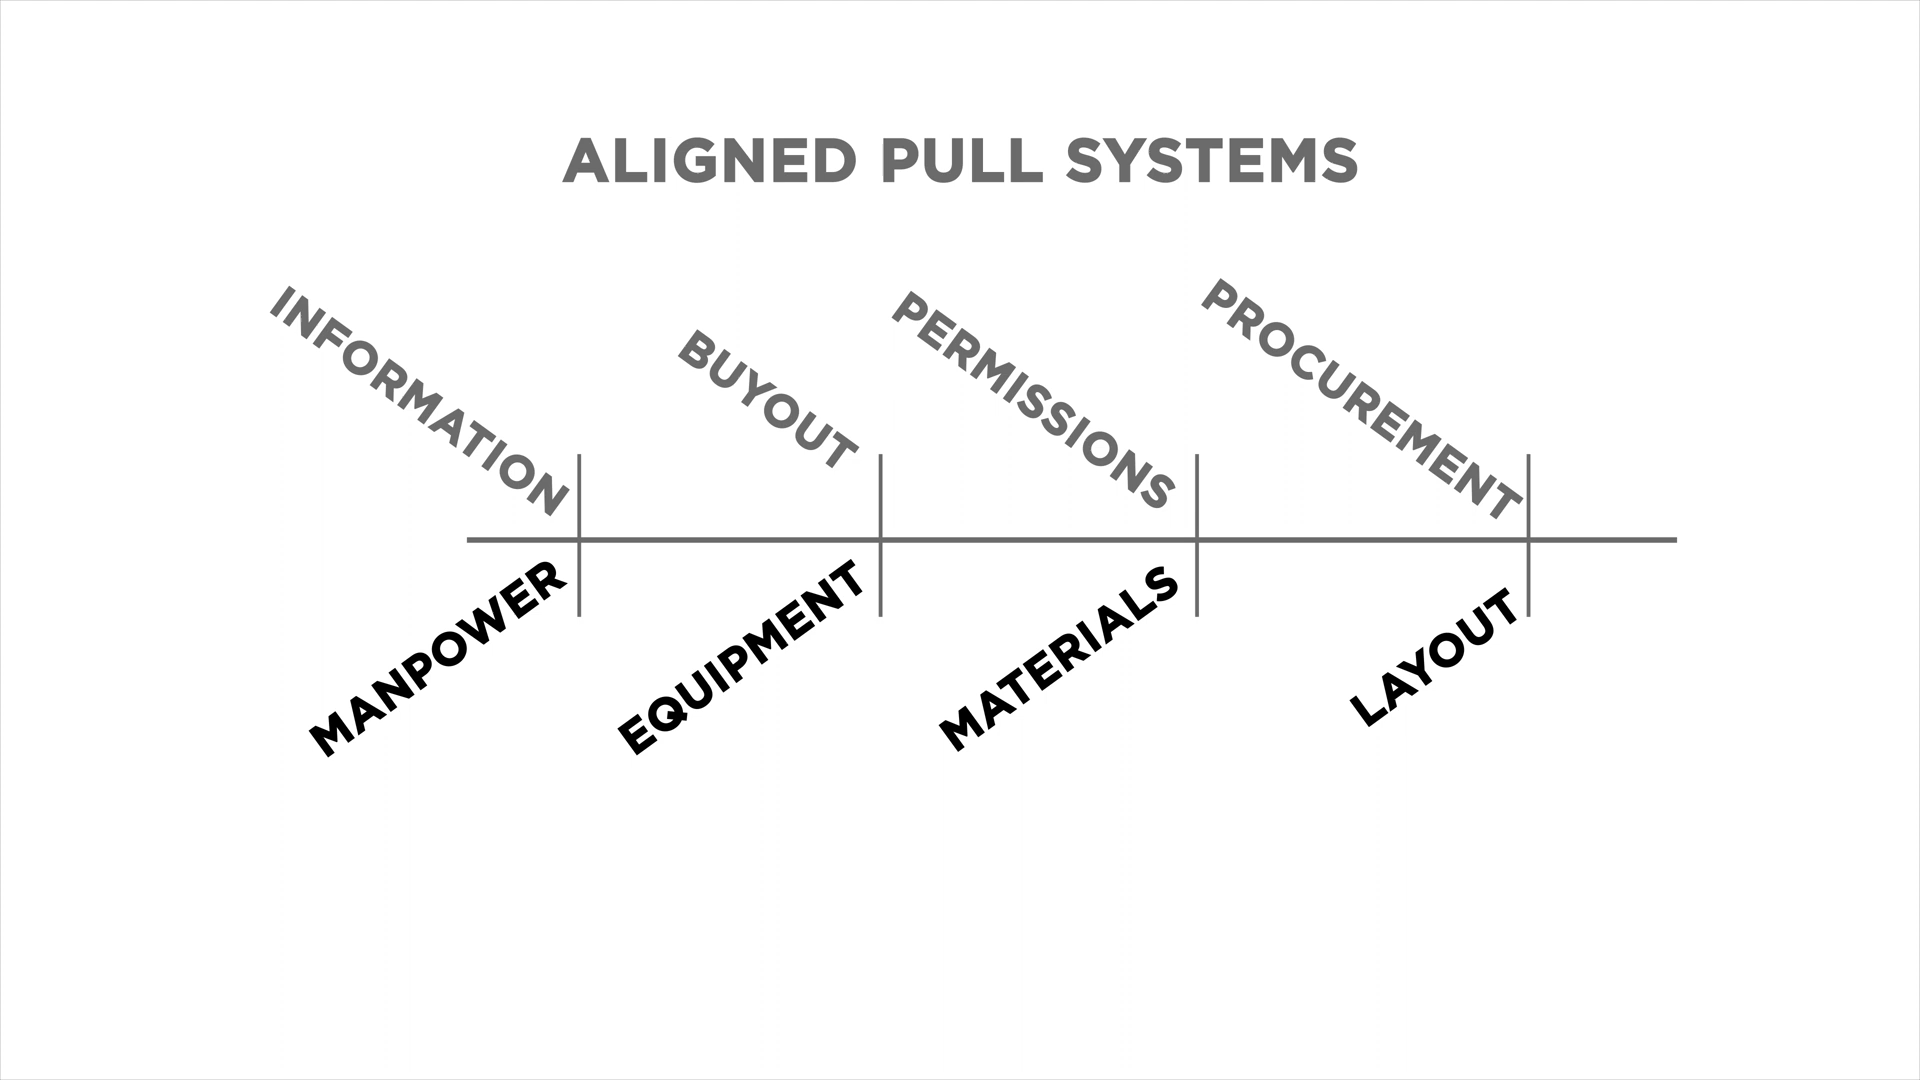 ALIGNED PULL SYSTEMS
INFORMATION
BUYOUT
PERMISSIONS
PROCUREMENT
MANPOWER
EQUIPMENT
MATERIALS
LAYOUT